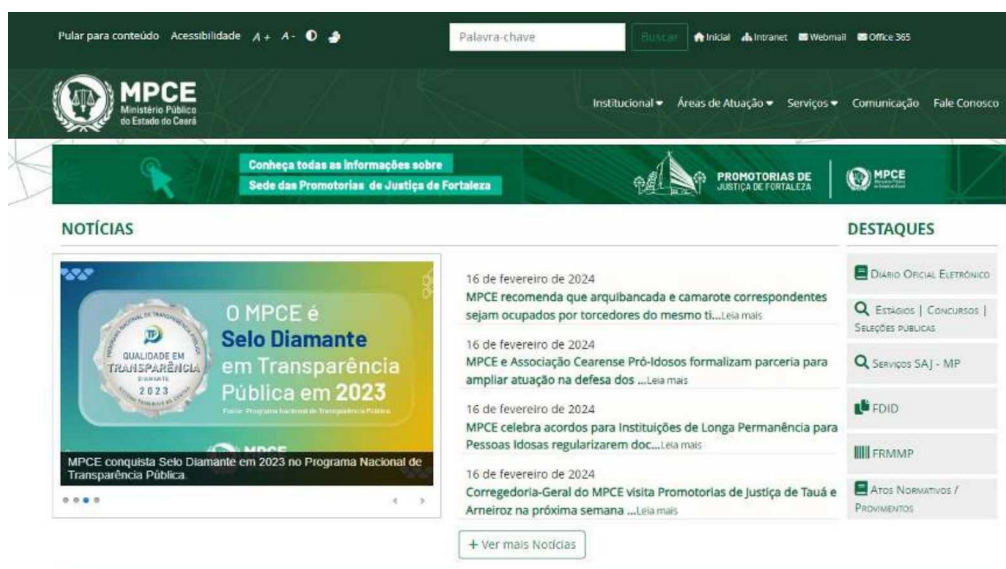 Pular para conteúdo Acessibilidade A+ A-
Palavra-chave
Buscar
Inicial Intranet Webmail Office 365
MPCE
Ministério Público
do Estado do Ceará
Institucional Áreas de Atuação Serviços Comunicação Fale Conosco
Conheça todas as informações sobre
Sede das Promotorias de Justiça de Fortaleza
PROMOTORIAS DE
JUSTIÇA DE FORTALEZA
MPCE
NOTÍCIAS
QUALIDADE EM
TRANSPARÊNCIA
DIAMANTE
2023
O MPCE é
Selo Diamante
em Transparência
Pública em 2023
Fonte: Programa Nacional de Transparência Pública
MPCE
MPCE conquista Selo Diamante em 2023 no Programa Nacional de
Transparência Pública.
16 de fevereiro de 2024
MPCE recomenda que arquibancada e camarote correspondentes
sejam ocupados por torcedores do mesmo ti...Leia mais
16 de fevereiro de 2024
MPCE e Associação Cearense Pró-Idosos formalizam parceria para
ampliar atuação na defesa dos ...Leia mais
16 de fevereiro de 2024
MPCE celebra acordos para Instituições de Longa Permanência para
Pessoas Idosas regularizarem doc...Leia mais
16 de fevereiro de 2024
Corregedoria-Geral do MPCE visita Promotorias de Justiça de Tauá e
Arneiroz na próxima semana ...Leia mais
+ Ver mais Notícias
DESTAQUES
Diário Oficial Eletrônico
Estágios | Concursos |
Seleções públicas
Serviços SAJ - MP
FDID
FRMMP
Atos Normativos /
Provimentos